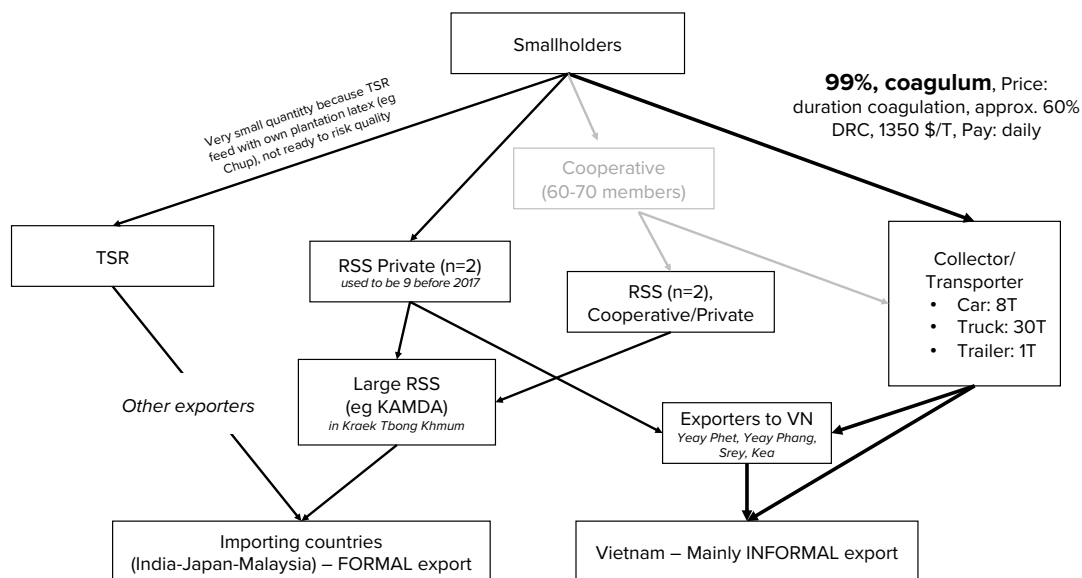 Smallholders
99%, coagulum, Price:
duration coagulation, approx. 60%
DRC, 1350 $/T, Pay: daily
Very small quantitty because TSR
feed with own plantation latex (eg
Chup), not ready to risk quality
Cooperative
(60-70 members)
TSR
RSS Private (n=2)
used to be 9 before 2017
RSS (n=2),
Cooperative/Private
Collector/
Transporter
• Car: 8T
• Truck: 30T
• Trailer: 1T
Large RSS
(eg KAMDA)
in Kraek Tbong Khmum
Other exporters
Exporters to VN
Yeay Phet, Yeay Phang,
Srey, Kea
Importing countries
(India-Japan-Malaysia) – FORMAL export
Vietnam – Mainly INFORMAL export